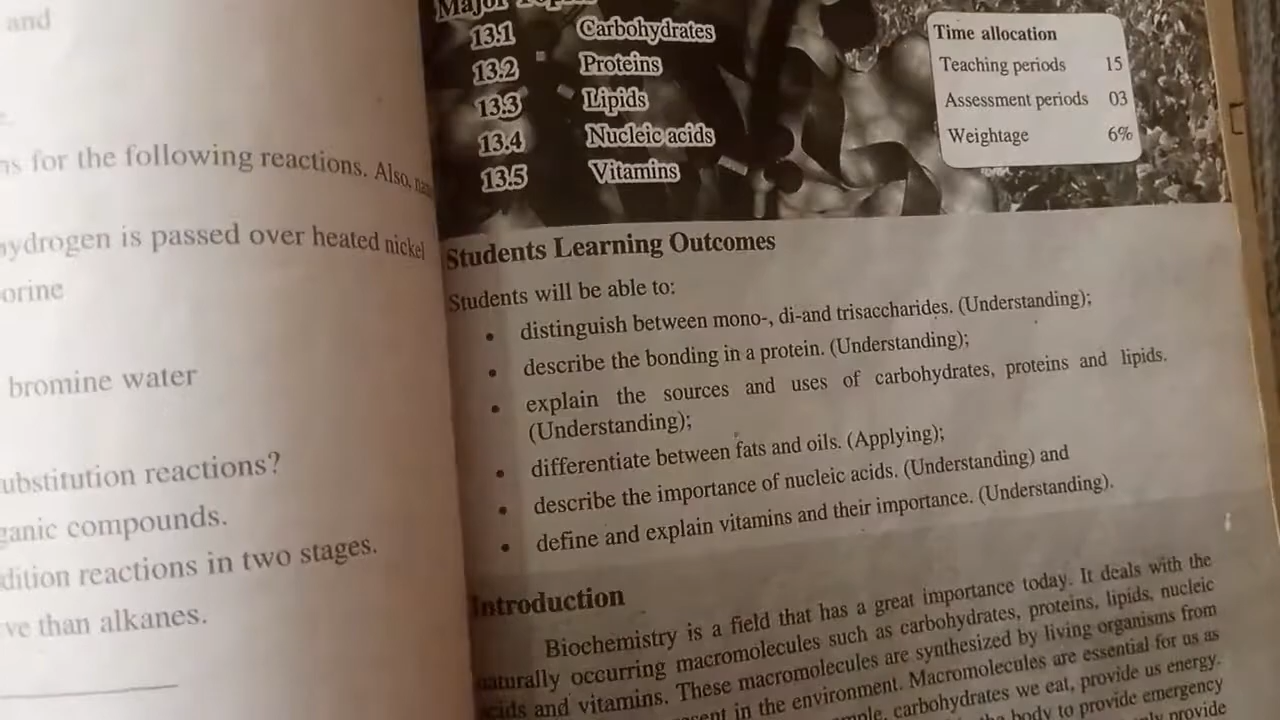 and
ns for the following reactions. Also,
hydrogen is passed over heated nickel
orine
bromine water
ubstitution reactions?
ganic compounds.
dition reactions in two stages.
ve than alkanes.
Major
13.1 Carbohydrates
13.2 Proteins
13.3 Lipids
13.4 Nucleic acids
13.5 Vitamins
Time allocation
Teaching periods 15
Assessment periods 03
Weightage 6%
Students Learning Outcomes
Students will be able to:
• distinguish between mono-, di-and trisaccharides. (Understanding);
• describe the bonding in a protein. (Understanding);
• explain the sources and uses of carbohydrates, proteins and lipids.
(Understanding);
• differentiate between fats and oils. (Applying);
• describe the importance of nucleic acids. (Understanding) and
• define and explain vitamins and their importance. (Understanding).
Introduction
Biochemistry is a field that has a great importance today. It deals with the
naturally occurring macromolecules such as carbohydrates, proteins, lipids, nucleic
acids and vitamins. These macromolecules are synthesized by living organisms from
in the environment. Macromolecules are essential for us as
carbohydrates we eat, provide us energy.
body to provide emergency
provide